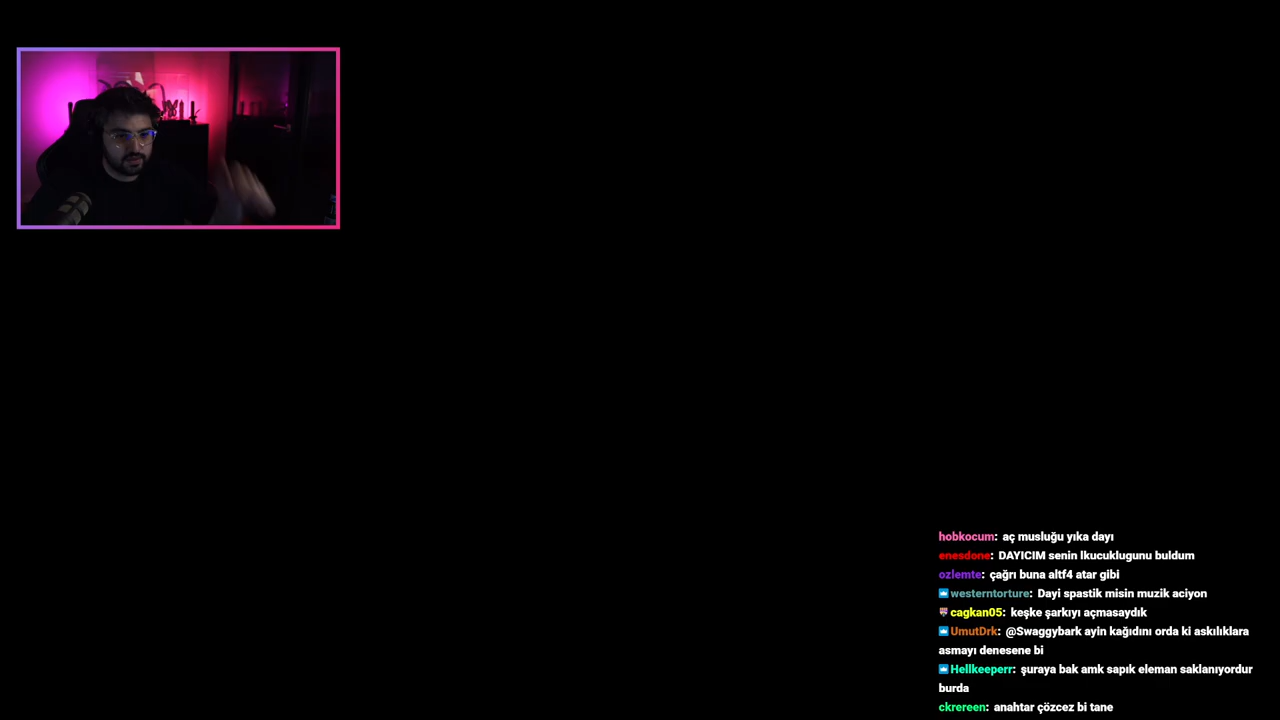 hobkocum: aç musluğu yıka dayı
enesdone: DAYICIM senin lkucuklugunu buldum
ozlemte: çağrı buna altf4 atar gibi
westerntorture: Dayi spastik misin muzik aciyon
cagkan05: keşke şarkıyı açmasaydık
UmutDrk: @Swaggybark ayin kağıdını orda ki askılıklara
asmayı denesene bi
Hellkeeperr: şuraya bak amk sapık eleman saklanıyordur
burda
ckrereen: anahtar çözcez bi tane